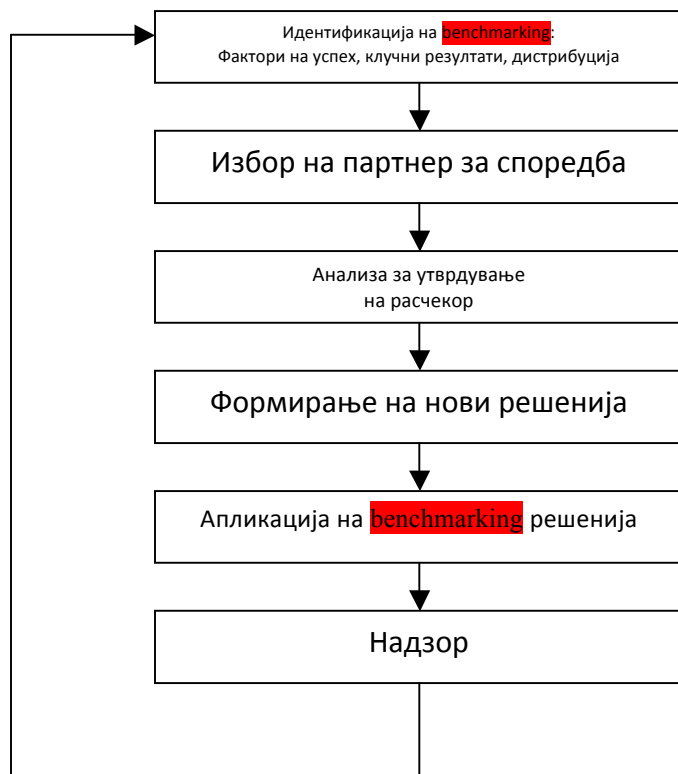 Идентификација на benchmarking:
Фактори на успех, клучни резултати, дистрибуција
Избор на партнер за споредба
Анализа за утврдување
на расчекор
Формирање на нови решенија
Апликација на benchmarking решенија
Надзор